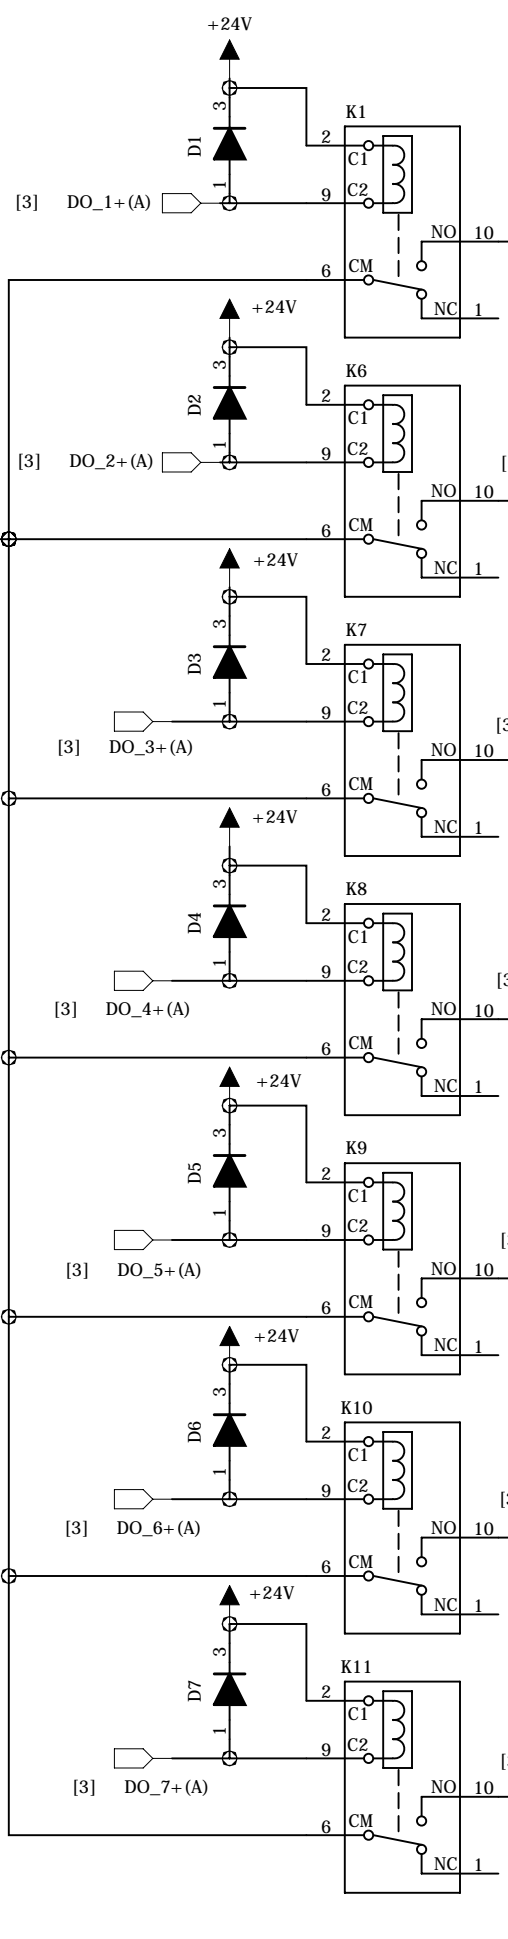 +24V
3
K1
D1
2
C1
1
9
C2
[3] DO_1+(A)
NO 10
6 CM
NC 1
+24V
3
K6
D2
2
C1
1
9
C2
[3] DO_2+(A)
NO 10
6 CM
NC 1
+24V
3
K7
D3
2
C1
1
9
C2
[3] DO_3+(A)
NO 10
6 CM
NC 1
+24V
3
K8
D4
2
C1
1
9
C2
[3] DO_4+(A)
NO 10
6 CM
NC 1
+24V
3
K9
D5
2
C1
1
9
C2
[3] DO_5+(A)
NO 10
6 CM
NC 1
+24V
3
K10
D6
2
C1
1
9
C2
[3] DO_6+(A)
NO 10
6 CM
NC 1
+24V
3
K11
D7
2
C1
1
9
C2
[3] DO_7+(A)
NO 10
6 CM
NC 1